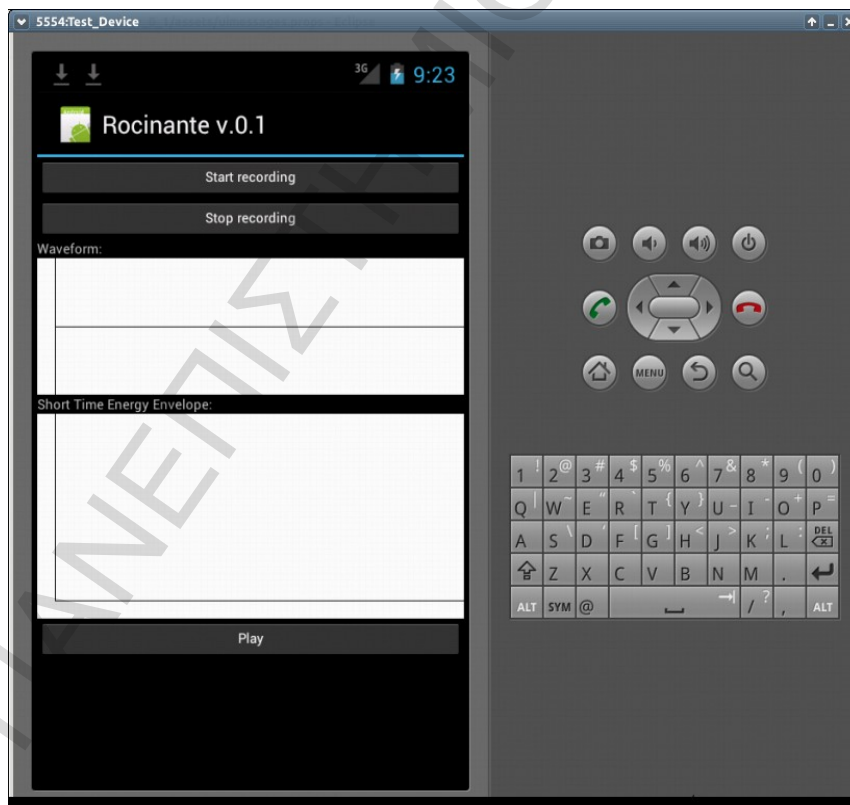 5554:Test_Device
3G 9:23
Rocinante v.0.1
Start recording
Stop recording
Waveform:
Short Time Energy Envelope:
Play
MENU
1 ! 2 @ 3 # 4 $ 5 % 6 ^ 7 & 8 * 9 ( 0 )
Q | W ~ E " R ` T { Y } U _ I - O + P =
A S \ D ' F [ G ] H < J > K ; L : DEL
Z X C V B N M .
ALT SYM @ / ? , ALT
ΠΑΝΕΠΙΣΤΗΜΙΟ